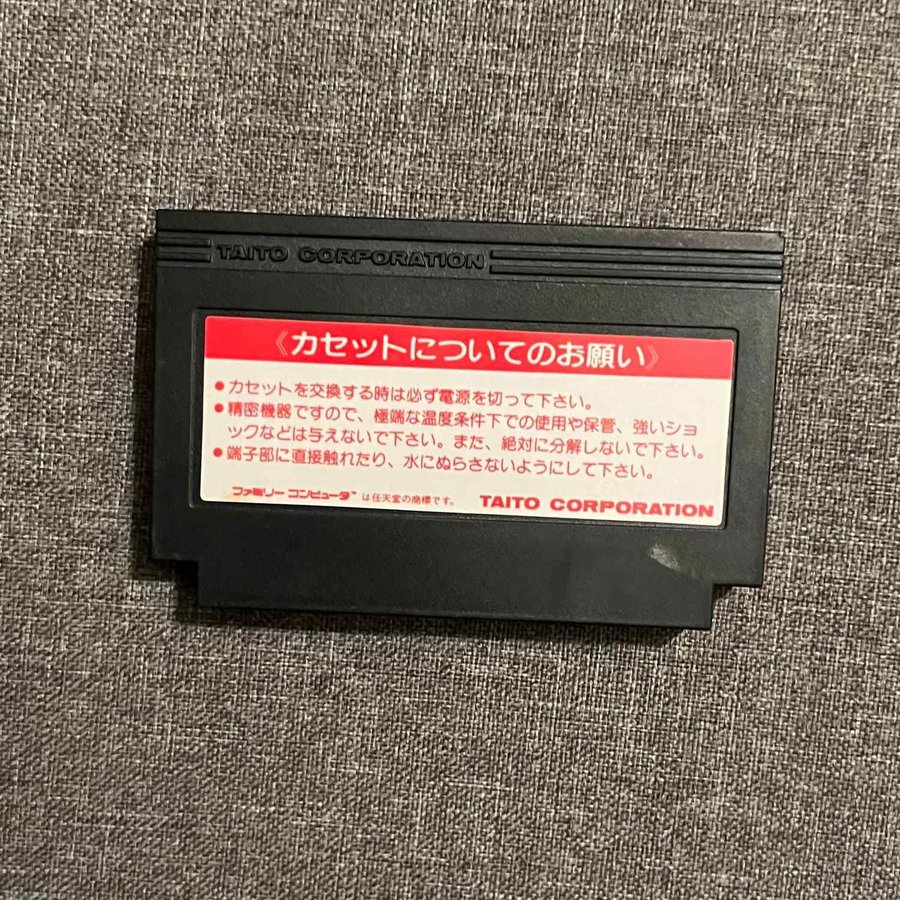 TAITO CORPORATION
《カセットについてのお願い》
●カセットを交換する時は必ず電源を切って下さい。
●精密機器ですので、極端な温度条件下での使用や保管、強いショ
ックなどは与えないで下さい。また、絶対に分解しないで下さい。
●端子部に直接触れたり、水にぬらさないようにして下さい。
ファミリーコンピュータ™は任天堂の商標です。 TAITO CORPORATION